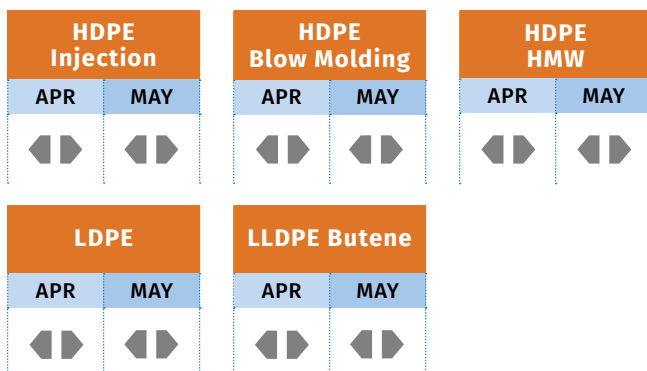 HDPE
Injection
HDPE
Blow Molding
HDPE
HMW
APR MAY
APR MAY
APR MAY
LDPE
LLDPE Butene
APR MAY
APR MAY